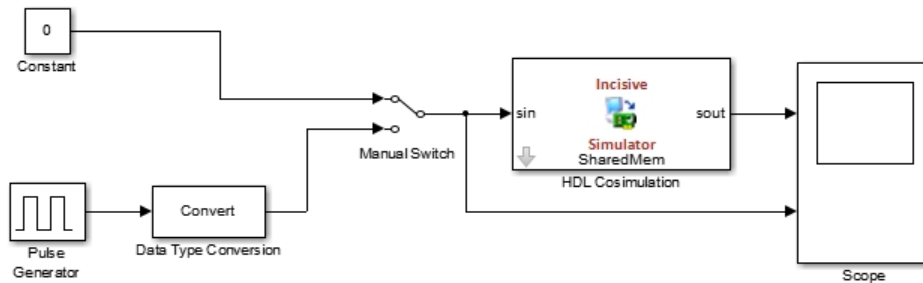 0
Constant
Manual Switch
Incisive
sin
sout
Simulator
SharedMem
HDL Cosimulation
Convert
Data Type Conversion
Pulse
Generator
Scope